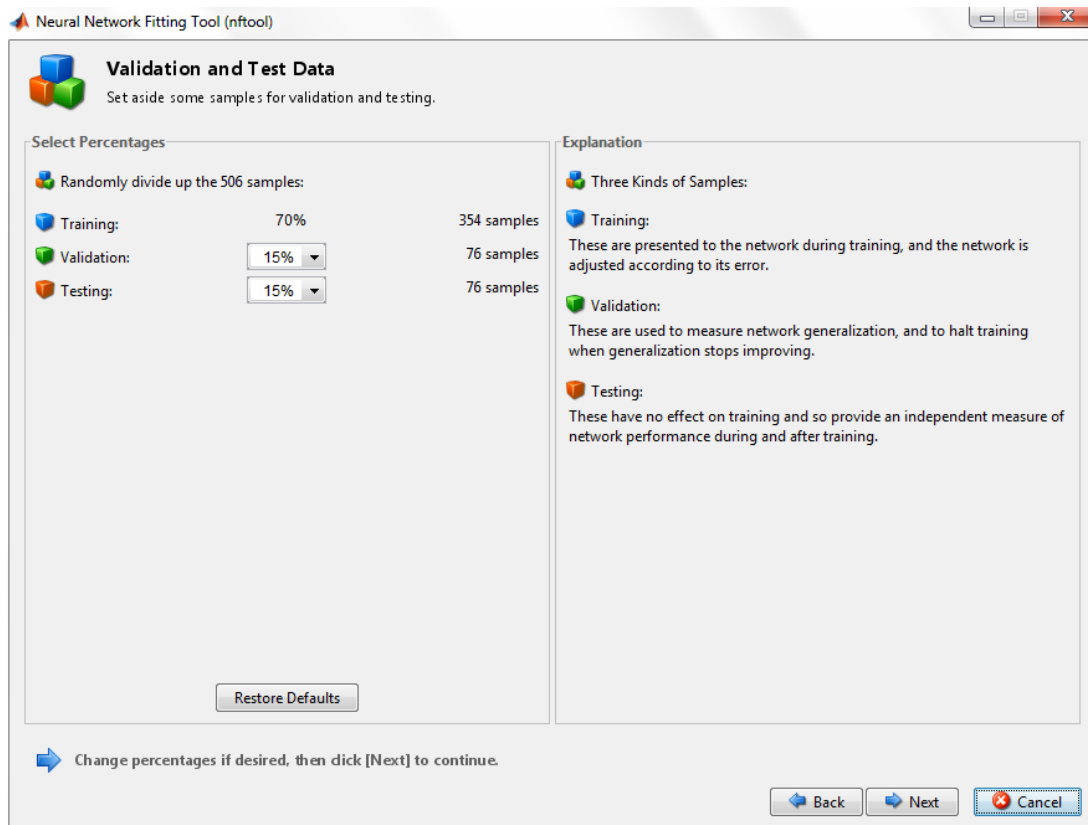 Neural Network Fitting Tool (nftool)
Validation and Test Data
Set aside some samples for validation and testing.
Select Percentages
Randomly divide up the 506 samples:
Training: 70% 354 samples
Validation: 15% 76 samples
Testing: 15% 76 samples
Restore Defaults
Explanation
Three Kinds of Samples:
Training:
These are presented to the network during training, and the network is
adjusted according to its error.
Validation:
These are used to measure network generalization, and to halt training
when generalization stops improving.
Testing:
These have no effect on training and so provide an independent measure of
network performance during and after training.
Change percentages if desired, then click [Next] to continue.
Back Next Cancel